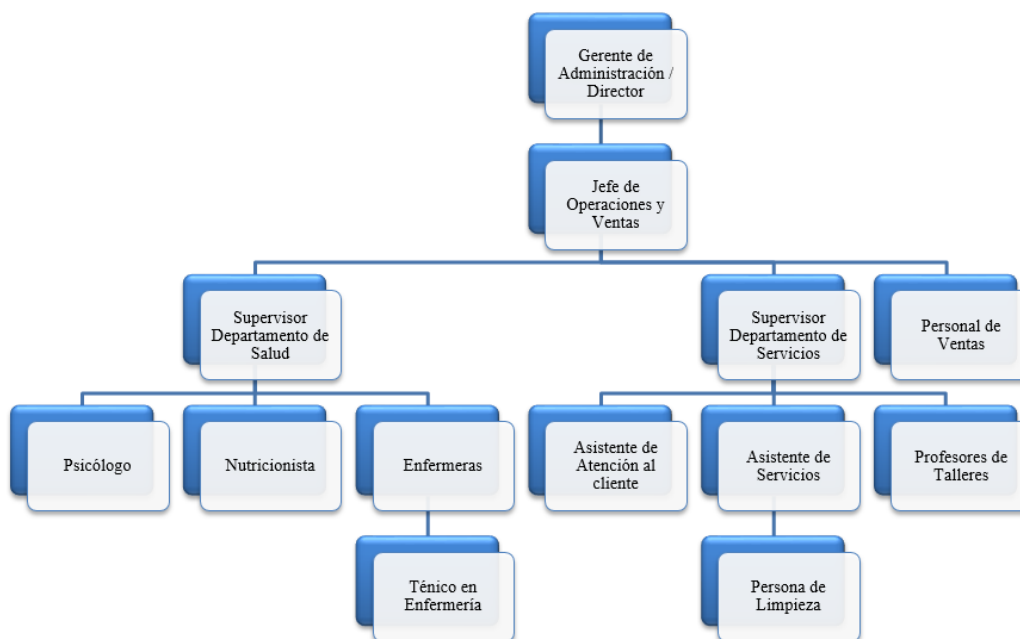 Gerente de
Administración /
Director
Jefe de
Operaciones y
Ventas
Supervisor
Departamento de
Salud
Supervisor
Departamento de
Servicios
Personal de
Ventas
Psicólogo
Nutricionista
Enfermeras
Asistente de
Atención al
cliente
Asistente de
Servicios
Profesores de
Talleres
Ténico en
Enfermería
Persona de
Limpieza